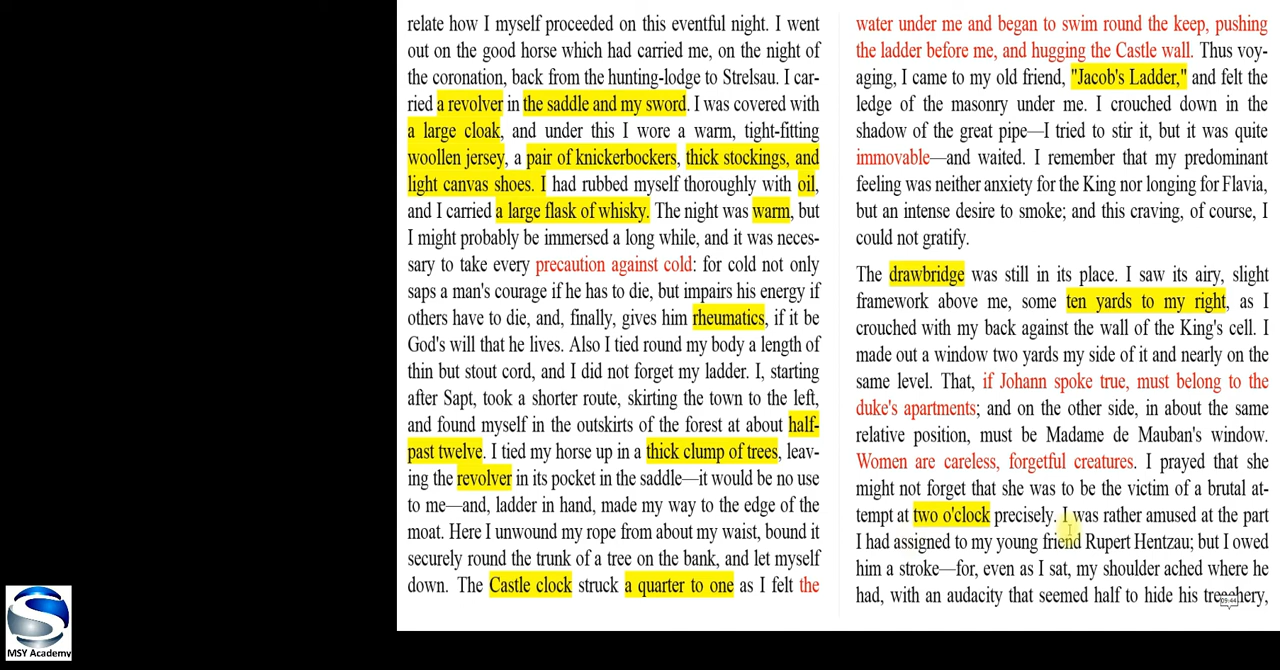 relate how I myself proceeded on this eventful night. I went
out on the good horse which had carried me, on the night of
the coronation, back from the hunting-lodge to Strelsau. I car-
ried a revolver in the saddle and my sword. I was covered with
a large cloak, and under this I wore a warm, tight-fitting
woollen jersey, a pair of knickerbockers, thick stockings, and
light canvas shoes. I had rubbed myself thoroughly with oil,
and I carried a large flask of whisky. The night was warm, but
I might probably be immersed a long while, and it was neces-
sary to take every precaution against cold: for cold not only
saps a man's courage if he has to die, but impairs his energy if
others have to die, and, finally, gives him rheumatics, if it be
God's will that he lives. Also I tied round my body a length of
thin but stout cord, and I did not forget my ladder. I, starting
after Sapt, took a shorter route, skirting the town to the left,
and found myself in the outskirts of the forest at about half-
past twelve. I tied my horse up in a thick clump of trees, leav-
ing the revolver in its pocket in the saddle—it would be no use
to me—and, ladder in hand, made my way to the edge of the
moat. Here I unwound my rope from about my waist, bound it
securely round the trunk of a tree on the bank, and let myself
down. The Castle clock struck a quarter to one as I felt the
water under me and began to swim round the keep, pushing
the ladder before me, and hugging the Castle wall. Thus voy-
aging, I came to my old friend, "Jacob's Ladder," and felt the
ledge of the masonry under me. I crouched down in the
shadow of the great pipe—I tried to stir it, but it was quite
immovable—and waited. I remember that my predominant
feeling was neither anxiety for the King nor longing for Flavia,
but an intense desire to smoke; and this craving, of course, I
could not gratify.
The drawbridge was still in its place. I saw its airy, slight
framework above me, some ten yards to my right, as I
crouched with my back against the wall of the King's cell. I
made out a window two yards my side of it and nearly on the
same level. That, if Johann spoke true, must belong to the
duke's apartments; and on the other side, in about the same
relative position, must be Madame de Mauban's window.
Women are careless, forgetful creatures. I prayed that she
might not forget that she was to be the victim of a brutal at-
tempt at two o'clock precisely. I was rather amused at the part
I had assigned to my young friend Rupert Hentzau; but I owed
him a stroke—for, even as I sat, my shoulder ached where he
had, with an audacity that seemed half to hide his treachery,
09:44
MSY Academy